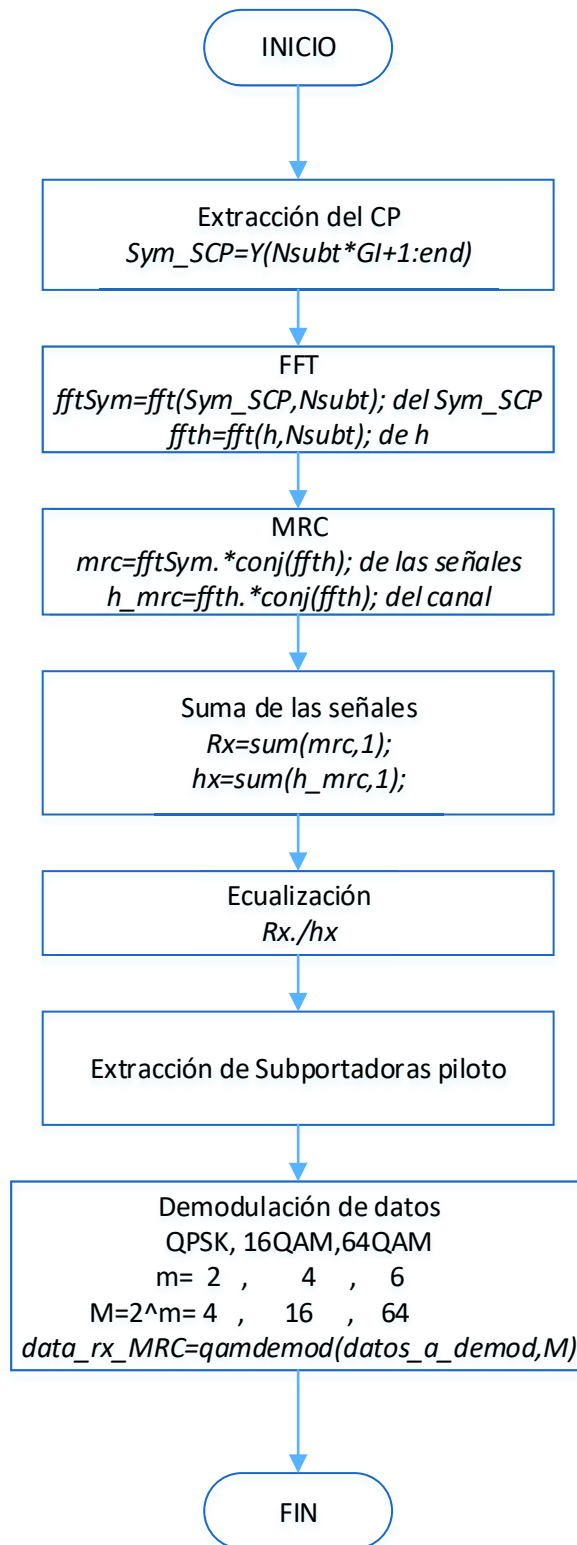 INICIO
Extracción del CP
Sym_SCP=Y(Nsubt*GI+1:end)
FFT
fftSym=fft(Sym_SCP,Nsubt); del Sym_SCP
ffth=fft(h,Nsubt); de h
MRC
mrc=fftSym.*conj(ffth); de las señales
h_mrc=ffth.*conj(ffth); del canal
Suma de las señales
Rx=sum(mrc,1);
hx=sum(h_mrc,1);
Ecualización
Rx./hx
Extracción de Subportadoras piloto
Demodulación de datos
QPSK, 16QAM,64QAM
m= 2 , 4 , 6
M=2^m= 4 , 16 , 64
data_rx_MRC=qamdemod(datos_a_demod,M)
FIN